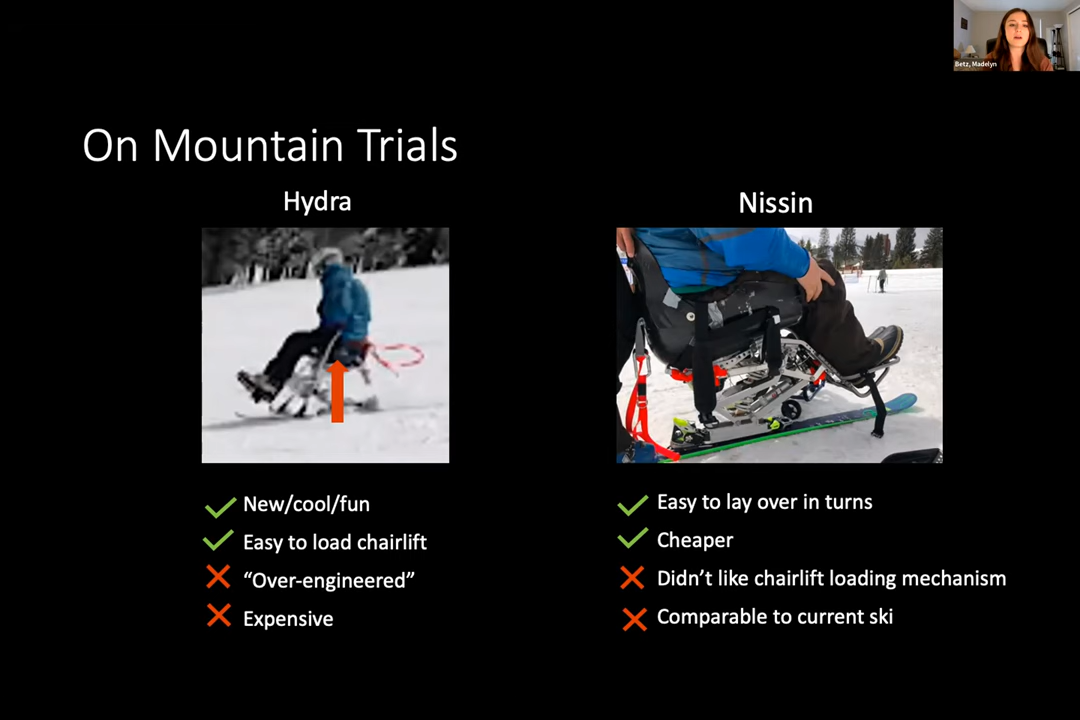 Betz, Madelyn
On Mountain Trials
Hydra
Nissin
New/cool/fun
Easy to load chairlift
“Over-engineered”
Expensive
Easy to lay over in turns
Cheaper
Didn’t like chairlift loading mechanism
Comparable to current ski